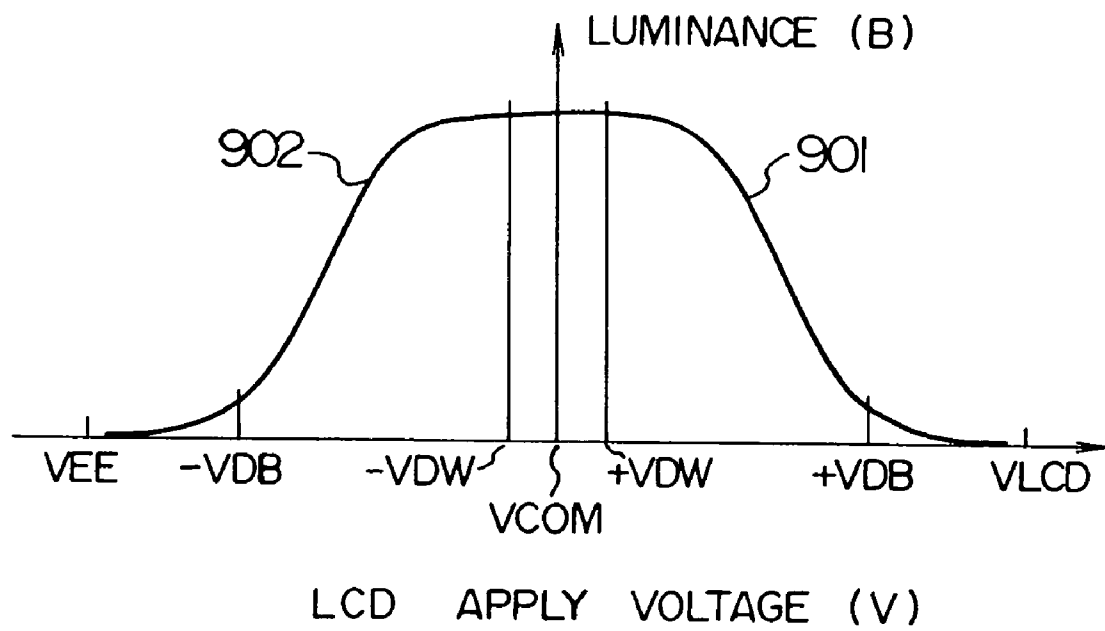 LUMINANCE (B)
902
901
VEE
-VDB
-VDW
+VDW
+VDB
VLCD
VCOM
LCD APPLY VOLTAGE (V)